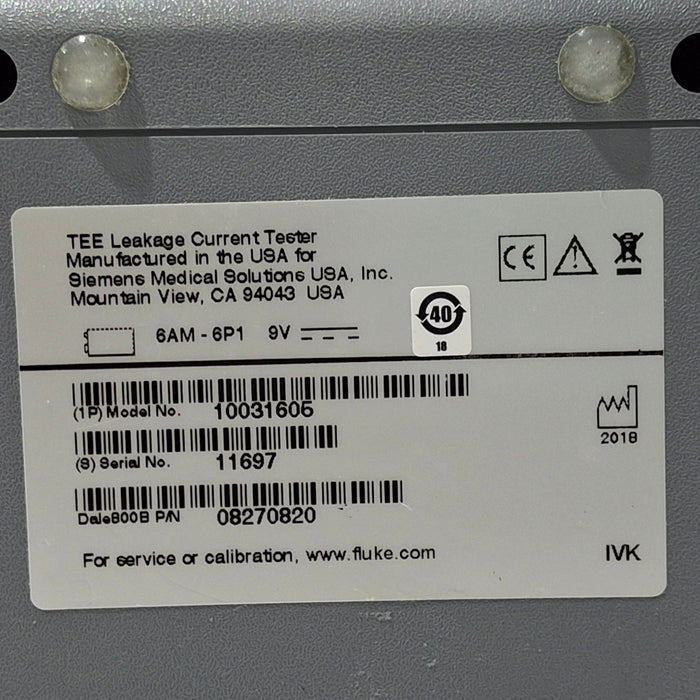 TEE Leakage Current Tester
Manufactured in the USA for
Siemens Medical Solutions USA, Inc.
Mountain View, CA 94043 USA
CE
6AM - 6P1 9V
40
18
(1P) Model No. 10031605
2018
(S) Serial No. 11697
Dale800B P/N 08270820
For service or calibration, www.fluke.com
IVK